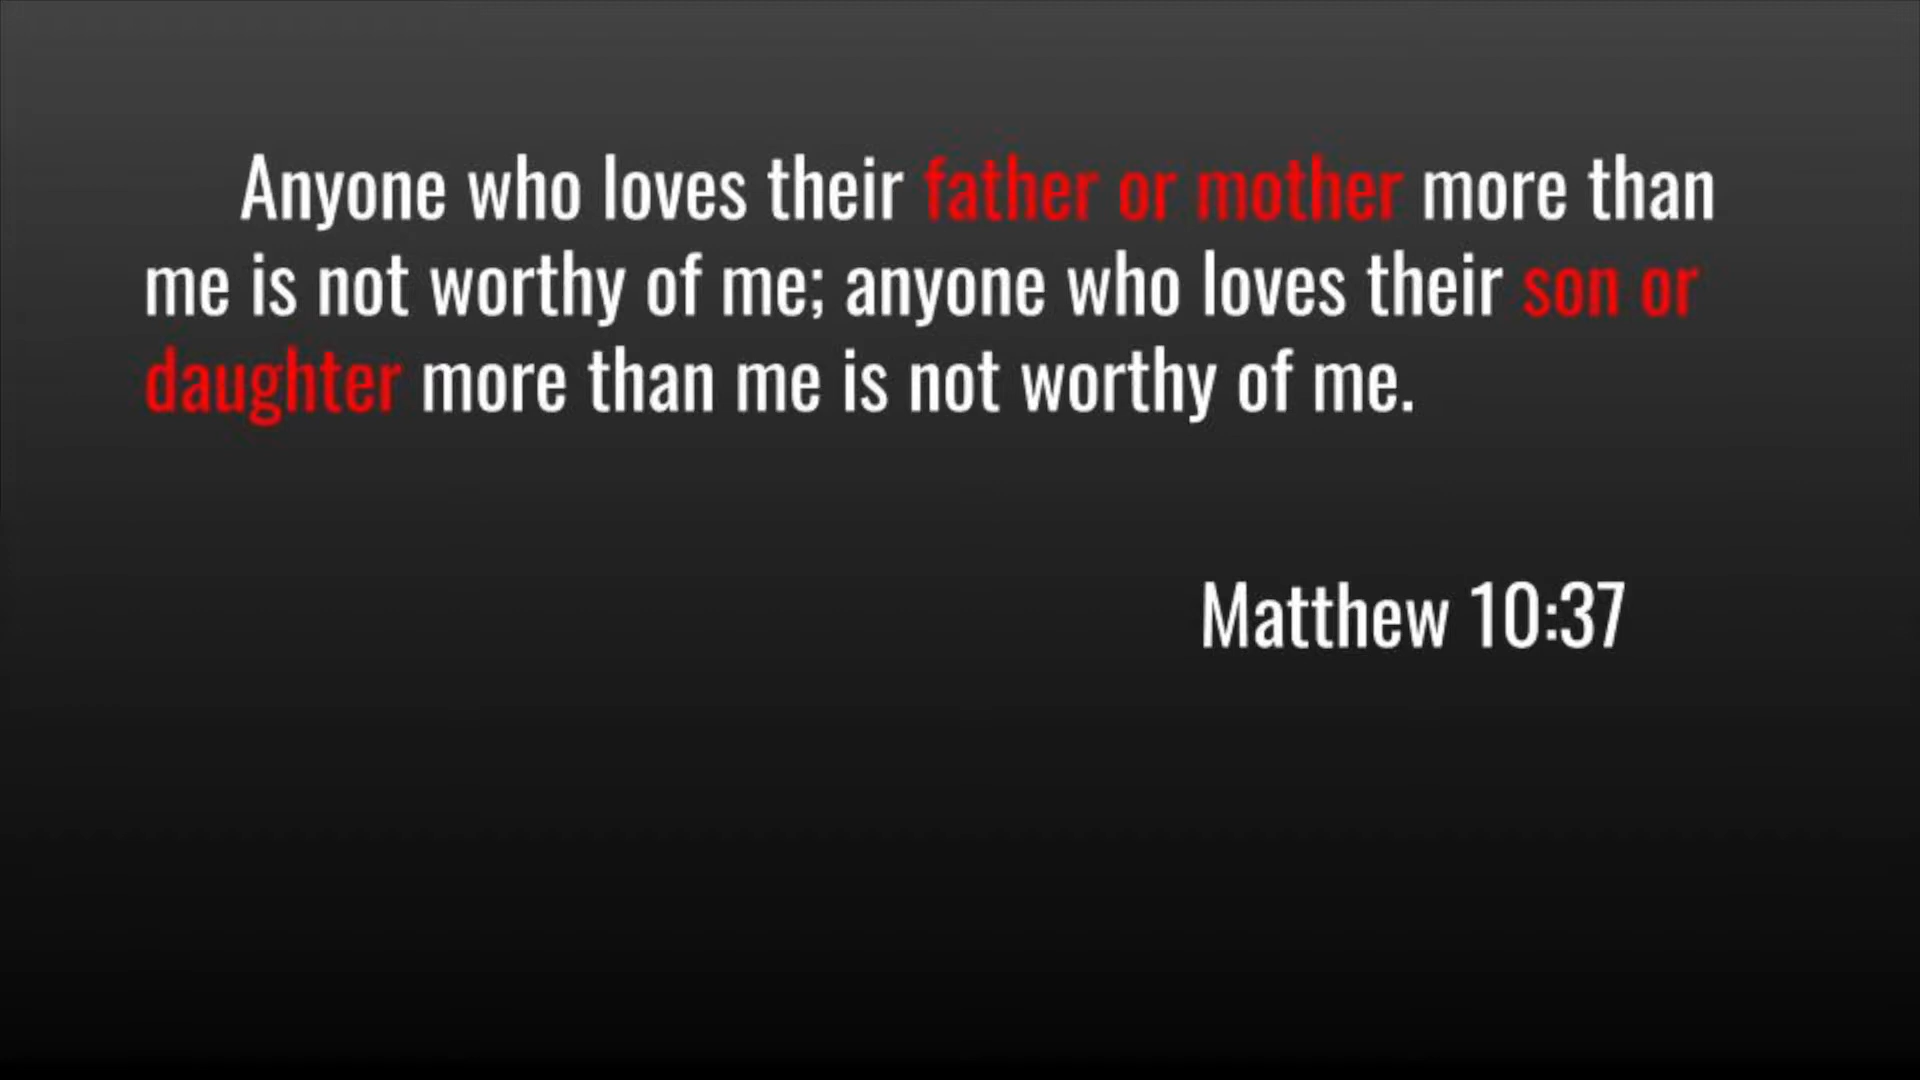 Anyone who loves their father or mother more than
me is not worthy of me; anyone who loves their son or
daughter more than me is not worthy of me.
Matthew 10:37